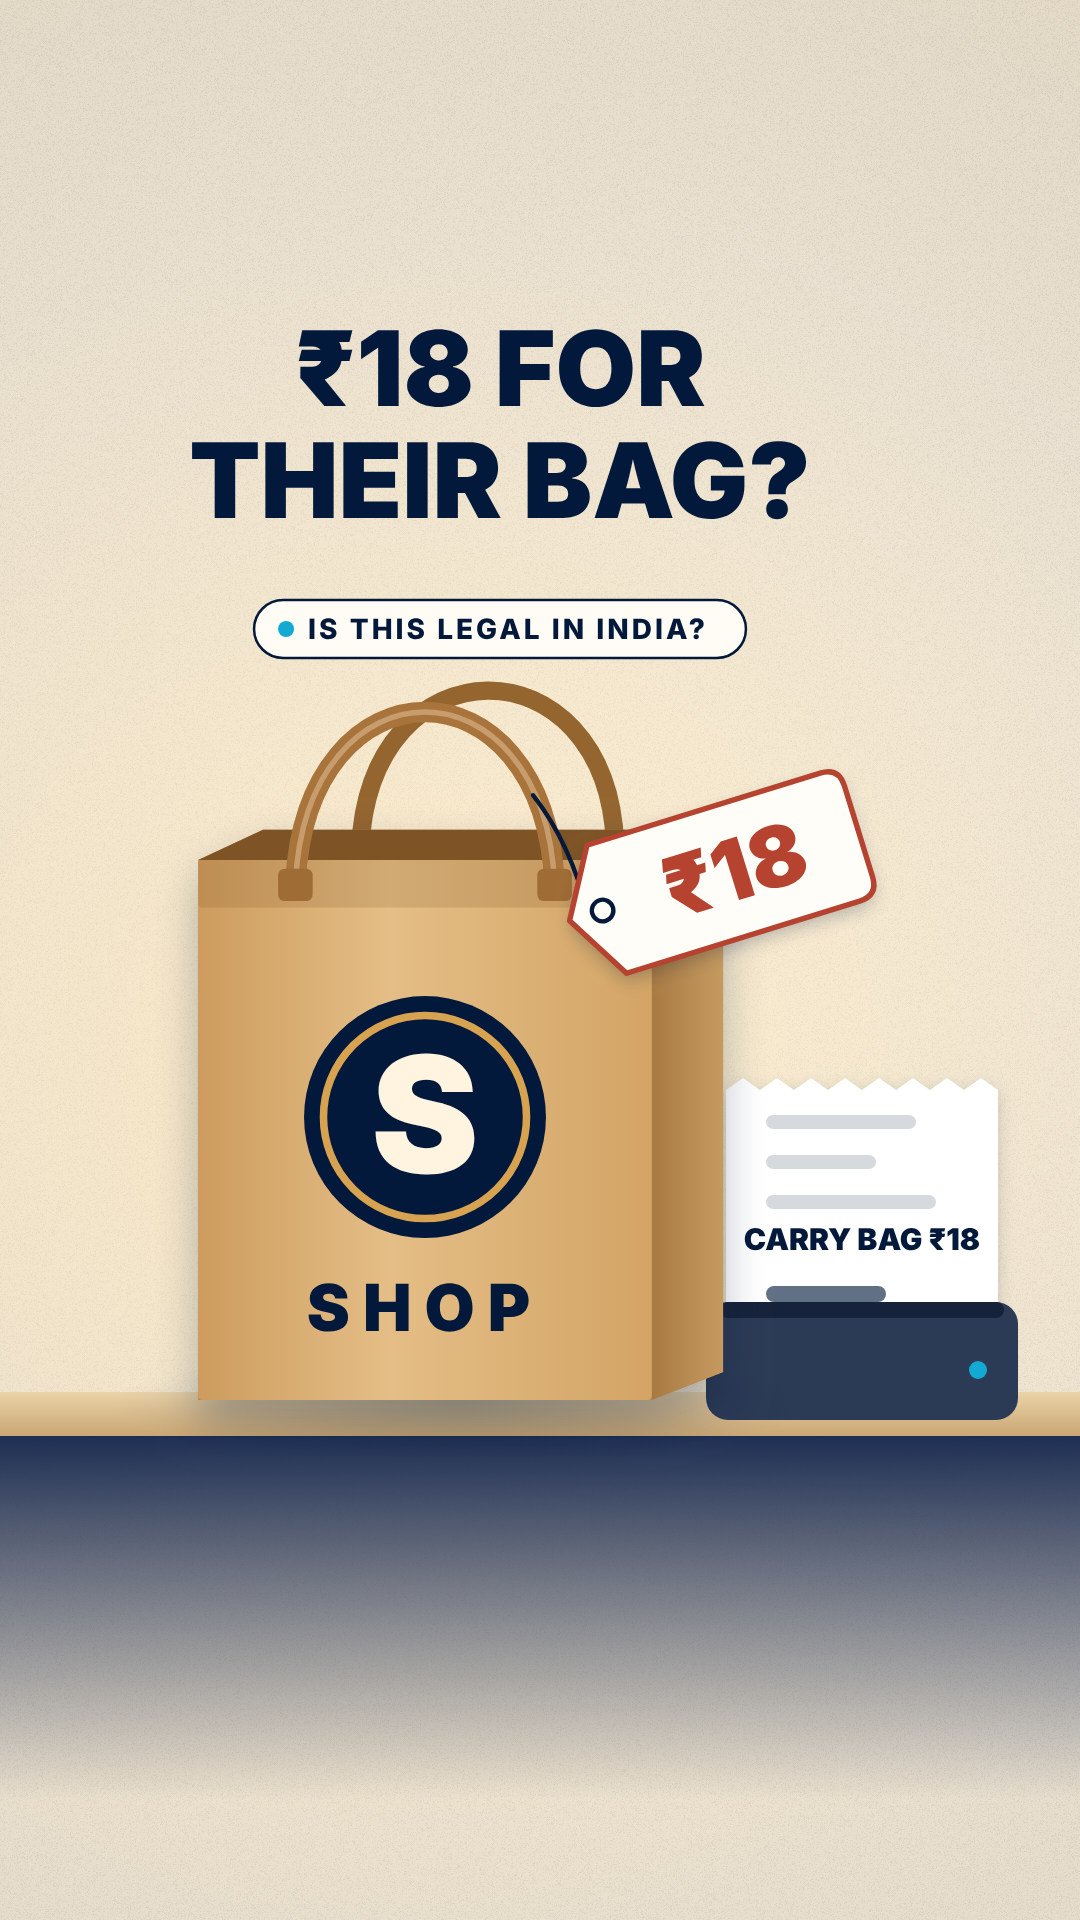 ₹18 FOR
THEIR BAG?
IS THIS LEGAL IN INDIA?
₹18
S
SHOP
CARRY BAG ₹18